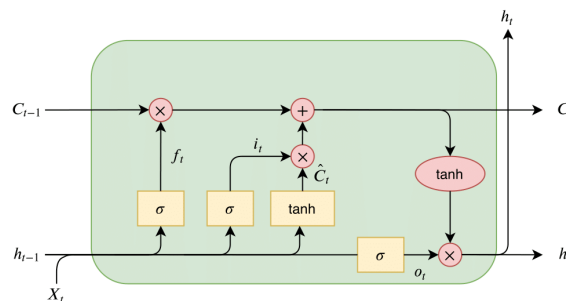 h_t
C_{t-1} × + C
f_t i_t × Ĉ_t tanh
σ σ tanh
h_{t-1} σ o_t × h
X_t